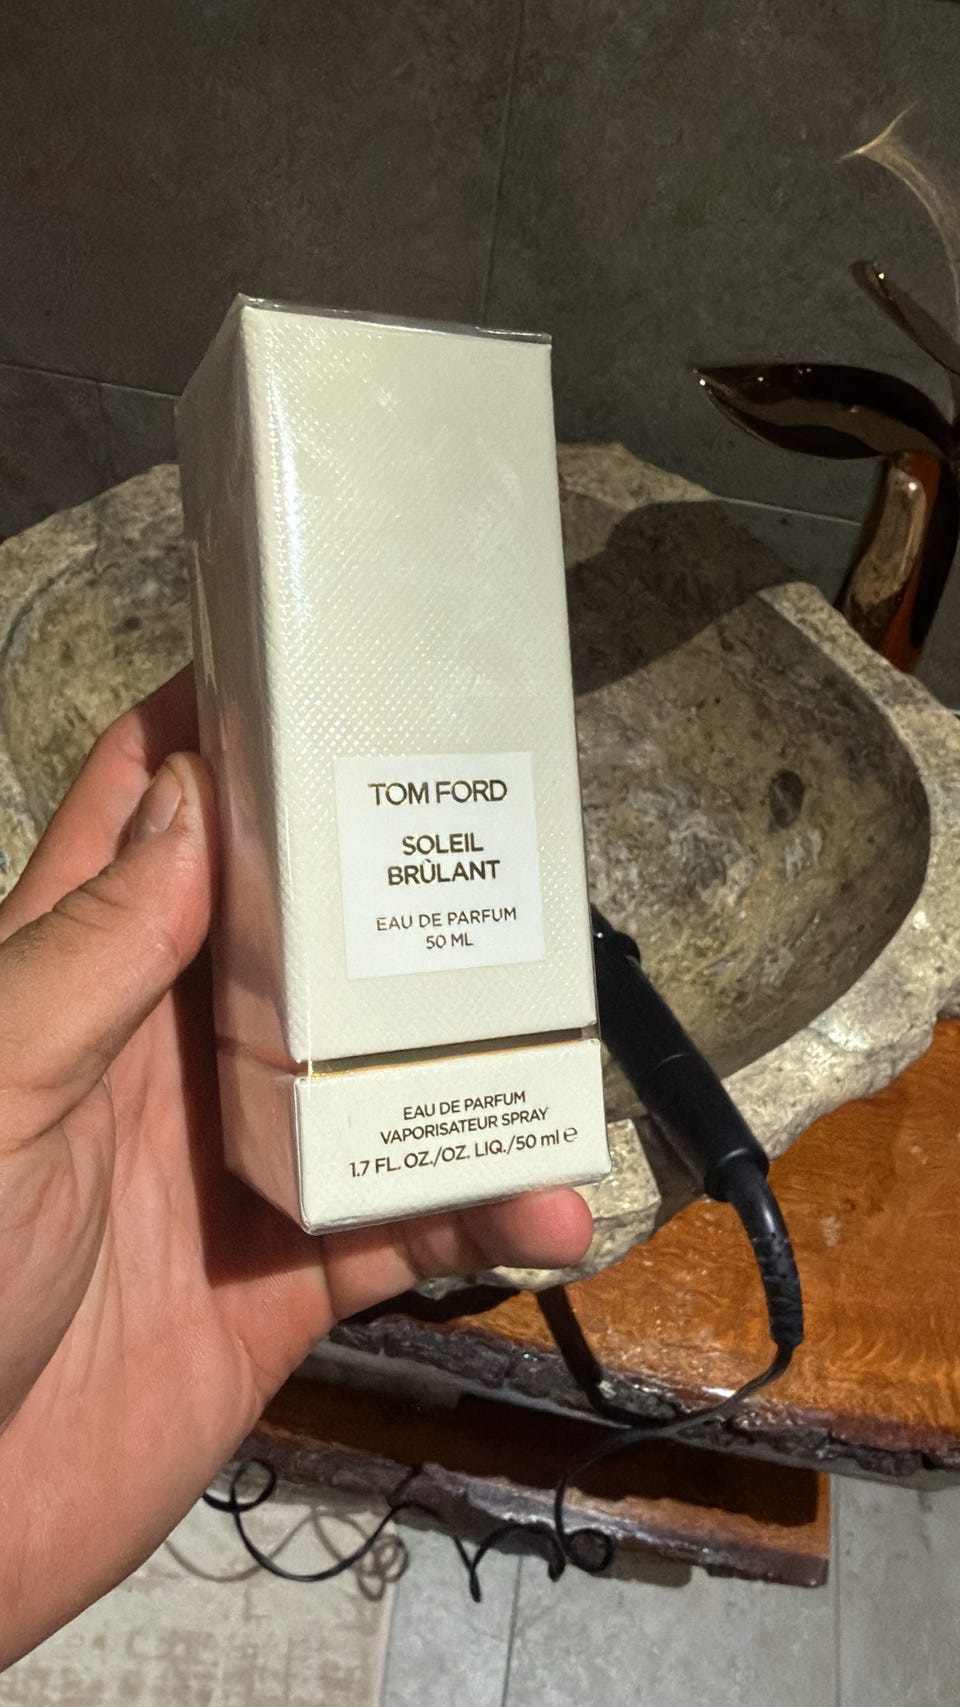 TOM FORD
SOLEIL
BRÛLANT
EAU DE PARFUM
50 ML
EAU DE PARFUM
VAPORISATEUR SPRAY
1.7 FL. OZ./OZ. LIQ./50 ml ℮